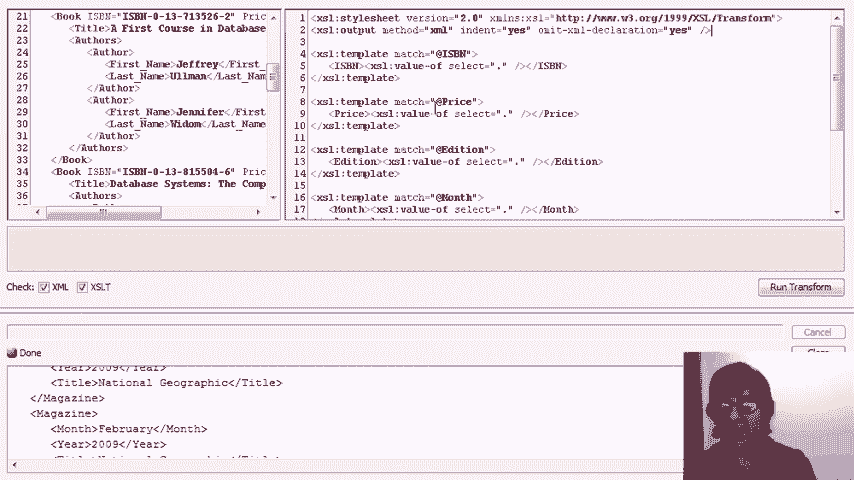 21 <Book ISBN="ISBN-0-13-713526-2" Pric
22 <Title>A First Course in Database
23 <Authors>
24 <Author>
25 <First_Name>Jeffrey</First_
26 <Last_Name>Ullman</Last_Nam
27 </Author>
28 <Author>
29 <First_Name>Jennifer</First
30 <Last_Name>Widom</Last_Name
31 </Author>
32 </Authors>
33 </Book>
34 <Book ISBN="ISBN-0-13-815504-6" Pric
35 <Title>Database Systems: The Comp
36 <Authors>
1 <xsl:stylesheet version="2.0" xmlns:xsl="http://www.w3.org/1999/XSL/Transform">
2 <xsl:output method="xml" indent="yes" omit-xml-declaration="yes" />
3
4 <xsl:template match="@ISBN">
5 <ISBN><xsl:value-of select="." /></ISBN>
6 </xsl:template>
7
8 <xsl:template match="@Price">
9 <Price><xsl:value-of select="." /></Price>
10 </xsl:template>
11
12 <xsl:template match="@Edition">
13 <Edition><xsl:value-of select="." /></Edition>
14 </xsl:template>
15
16 <xsl:template match="@Month">
17 <Month><xsl:value-of select="." /></Month>
Check: XML XSLT
Run Transform
Cancel
Done
<Year>2009</Year>
<Title>National Geographic</Title>
</Magazine>
<Magazine>
<Month>February</Month>
<Year>2009</Year>